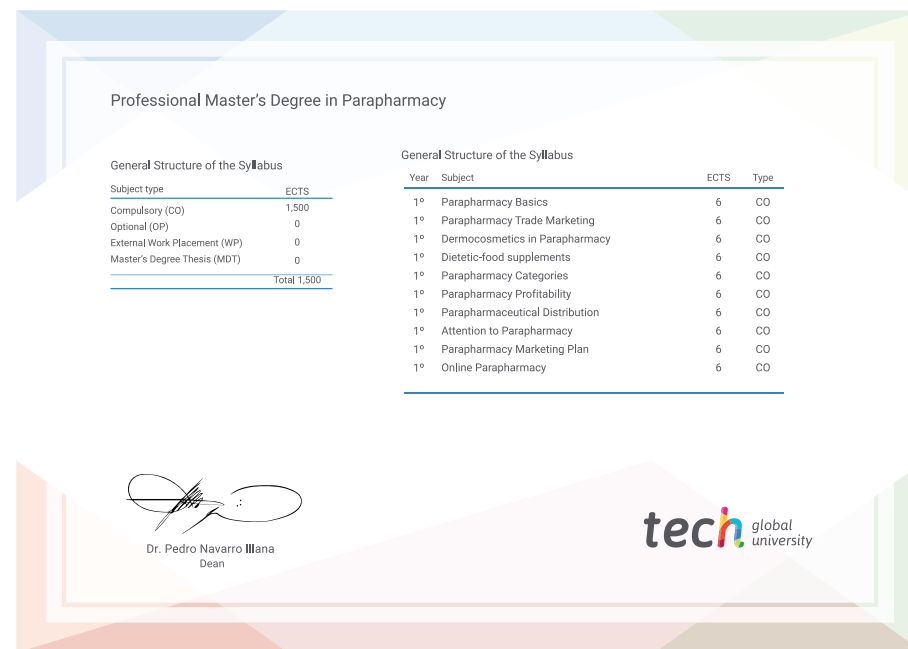 Professional Master's Degree in Parapharmacy
General Structure of the Syllabus
Subject type ECTS
Compulsory (CO) 1,500
Optional (OP) 0
External Work Placement (WP) 0
Master's Degree Thesis (MDT) 0
Total 1,500
General Structure of the Syllabus
Year Subject ECTS Type
1º Parapharmacy Basics 6 CO
1º Parapharmacy Trade Marketing 6 CO
1º Dermocosmetics in Parapharmacy 6 CO
1º Dietetic-food supplements 6 CO
1º Parapharmacy Categories 6 CO
1º Parapharmacy Profitability 6 CO
1º Parapharmaceutical Distribution 6 CO
1º Attention to Parapharmacy 6 CO
1º Parapharmacy Marketing Plan 6 CO
1º Online Parapharmacy 6 CO
Dr. Pedro Navarro Illana
Dean
tech global
university